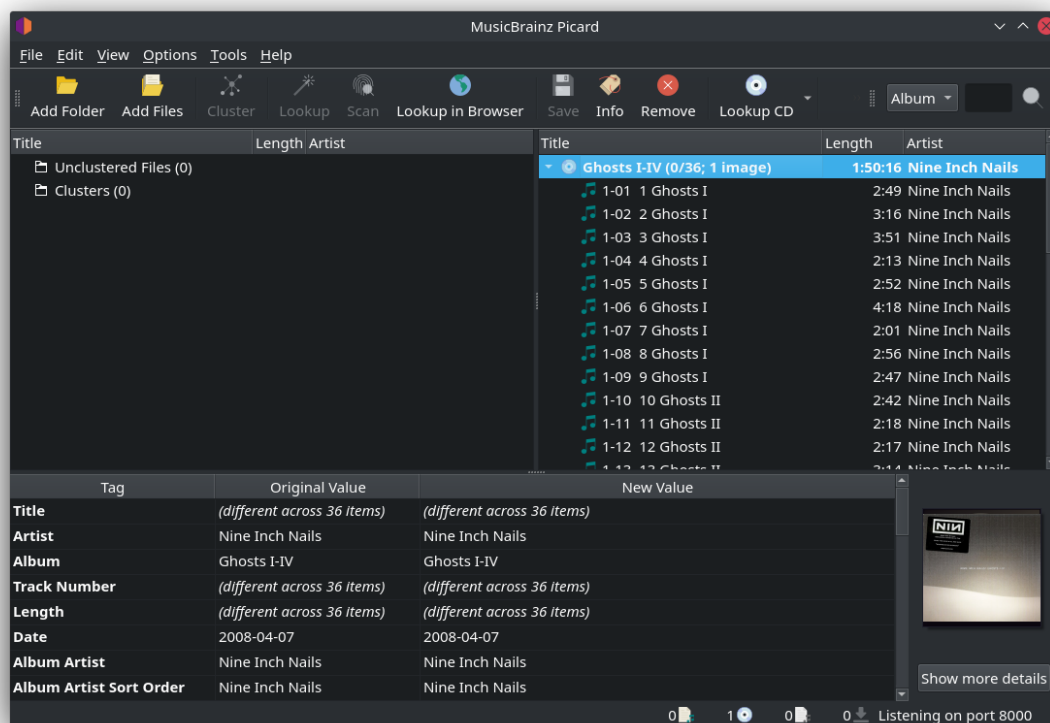 MusicBrainz Picard
File Edit View Options Tools Help
Add Folder Add Files Cluster Lookup Scan Lookup in Browser Save Info Remove Lookup CD Album
Title Length Artist
Unclustered Files (0)
Clusters (0)
Title Length Artist
Ghosts I-IV (0/36; 1 image) 1:50:16 Nine Inch Nails
1-01 1 Ghosts I 2:49 Nine Inch Nails
1-02 2 Ghosts I 3:16 Nine Inch Nails
1-03 3 Ghosts I 3:51 Nine Inch Nails
1-04 4 Ghosts I 2:13 Nine Inch Nails
1-05 5 Ghosts I 2:52 Nine Inch Nails
1-06 6 Ghosts I 4:18 Nine Inch Nails
1-07 7 Ghosts I 2:01 Nine Inch Nails
1-08 8 Ghosts I 2:56 Nine Inch Nails
1-09 9 Ghosts I 2:47 Nine Inch Nails
1-10 10 Ghosts II 2:42 Nine Inch Nails
1-11 11 Ghosts II 2:18 Nine Inch Nails
1-12 12 Ghosts II 2:17 Nine Inch Nails
1-13 13 Ghosts II 3:14 Nine Inch Nails
Tag Original Value New Value
Title (different across 36 items) (different across 36 items)
Artist Nine Inch Nails Nine Inch Nails
Album Ghosts I-IV Ghosts I-IV
Track Number (different across 36 items) (different across 36 items)
Length (different across 36 items) (different across 36 items)
Date 2008-04-07 2008-04-07
Album Artist Nine Inch Nails Nine Inch Nails
Album Artist Sort Order Nine Inch Nails Nine Inch Nails
NIN
Show more details
0 1 0 0 Listening on port 8000